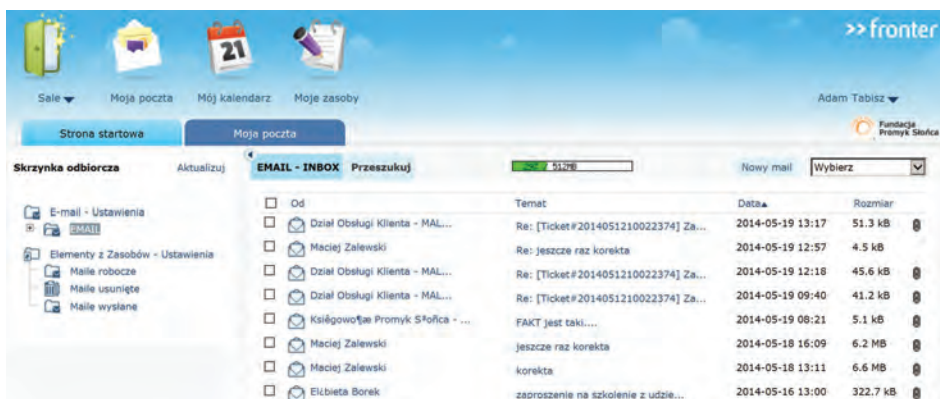 21
>>fronter
Sale Moja poczta Mój kalendarz Moje zasoby Adam Tabisz
Strona startowa Moja poczta Fundacja Promyk Słońca
Skrzynka odbiorcza Aktualizuj EMAIL - INBOX Przeszukuj / 512MB Nowy mail Wybierz
Od Temat Data Rozmiar
E-mail - Ustawienia
EMAIL
Elementy z Zasobów - Ustawienia
Maile robocze
Maile usunięte
Maile wysłane
Dział Obsługi Klienta - MAL... Re: [Ticket#2014051210022374] Za... 2014-05-19 13:17 51.3 kB
Maciej Zalewski Re: jeszcze raz korekta 2014-05-19 12:57 4.5 kB
Dział Obsługi Klienta - MAL... Re: [Ticket#2014051210022374] Za... 2014-05-19 12:18 45.6 kB
Dział Obsługi Klienta - MAL... Re: [Ticket#2014051210022374] Za... 2014-05-19 09:40 41.2 kB
Ksiêgowo¶æ Promyk S³oñca - ... FAKT jest taki.... 2014-05-19 08:21 5.1 kB
Maciej Zalewski jeszcze raz korekta 2014-05-18 16:09 6.2 MB
Maciej Zalewski korekta 2014-05-18 13:11 6.6 MB
Elżbieta Borek zaproszenie na szkolenie z udzie... 2014-05-16 13:00 322.7 kB